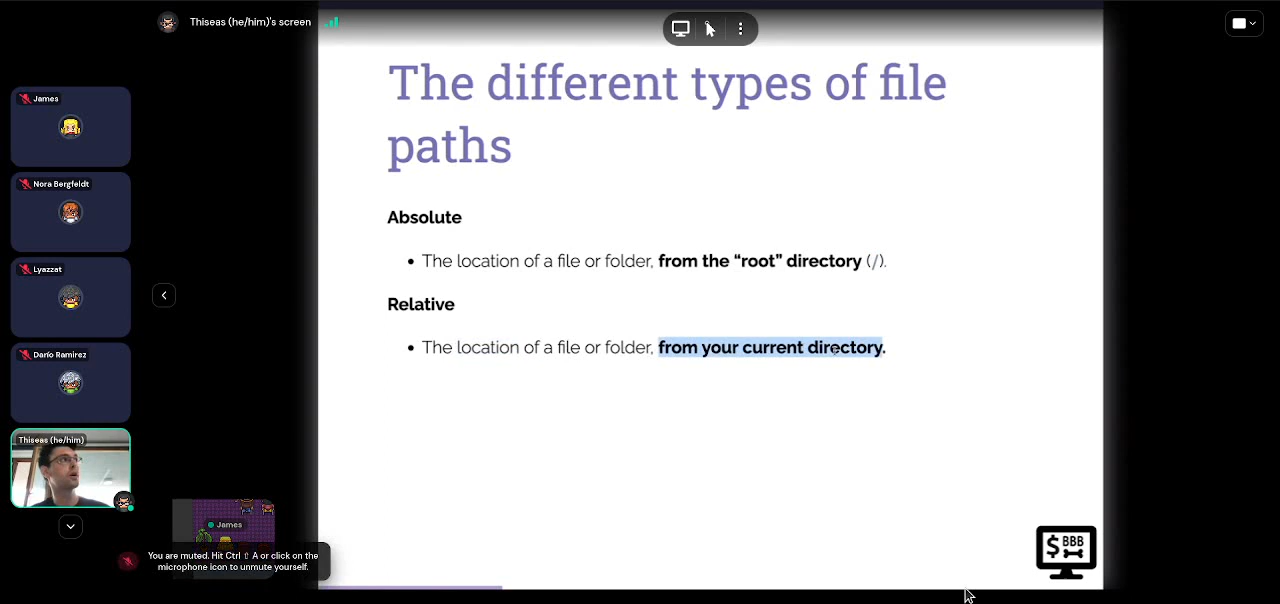 Thiseas (he/him)'s screen
James
Nora Bergfeldt
Lyazzat
Darío Ramirez
Thiseas (he/him)
The different types of file
paths
Absolute
• The location of a file or folder, from the “root” directory (/).
Relative
• The location of a file or folder, from your current directory.
James
You are muted. Hit Ctrl ⇧ A or click on the
microphone icon to unmute yourself.
$ BBB